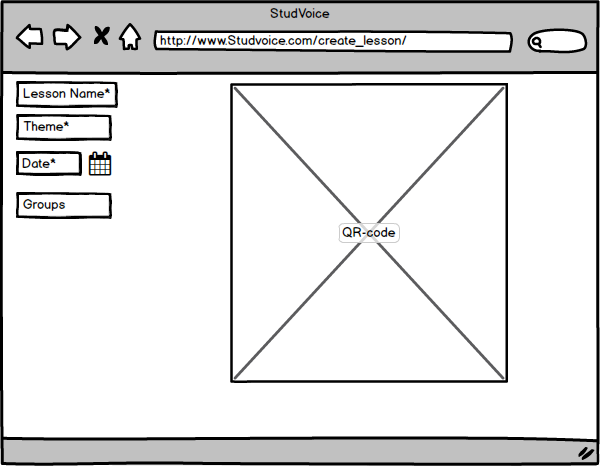 StudVoice
http://www.Studvoice.com/create_lesson/
Lesson Name*
Theme*
Date*
Groups
QR-code